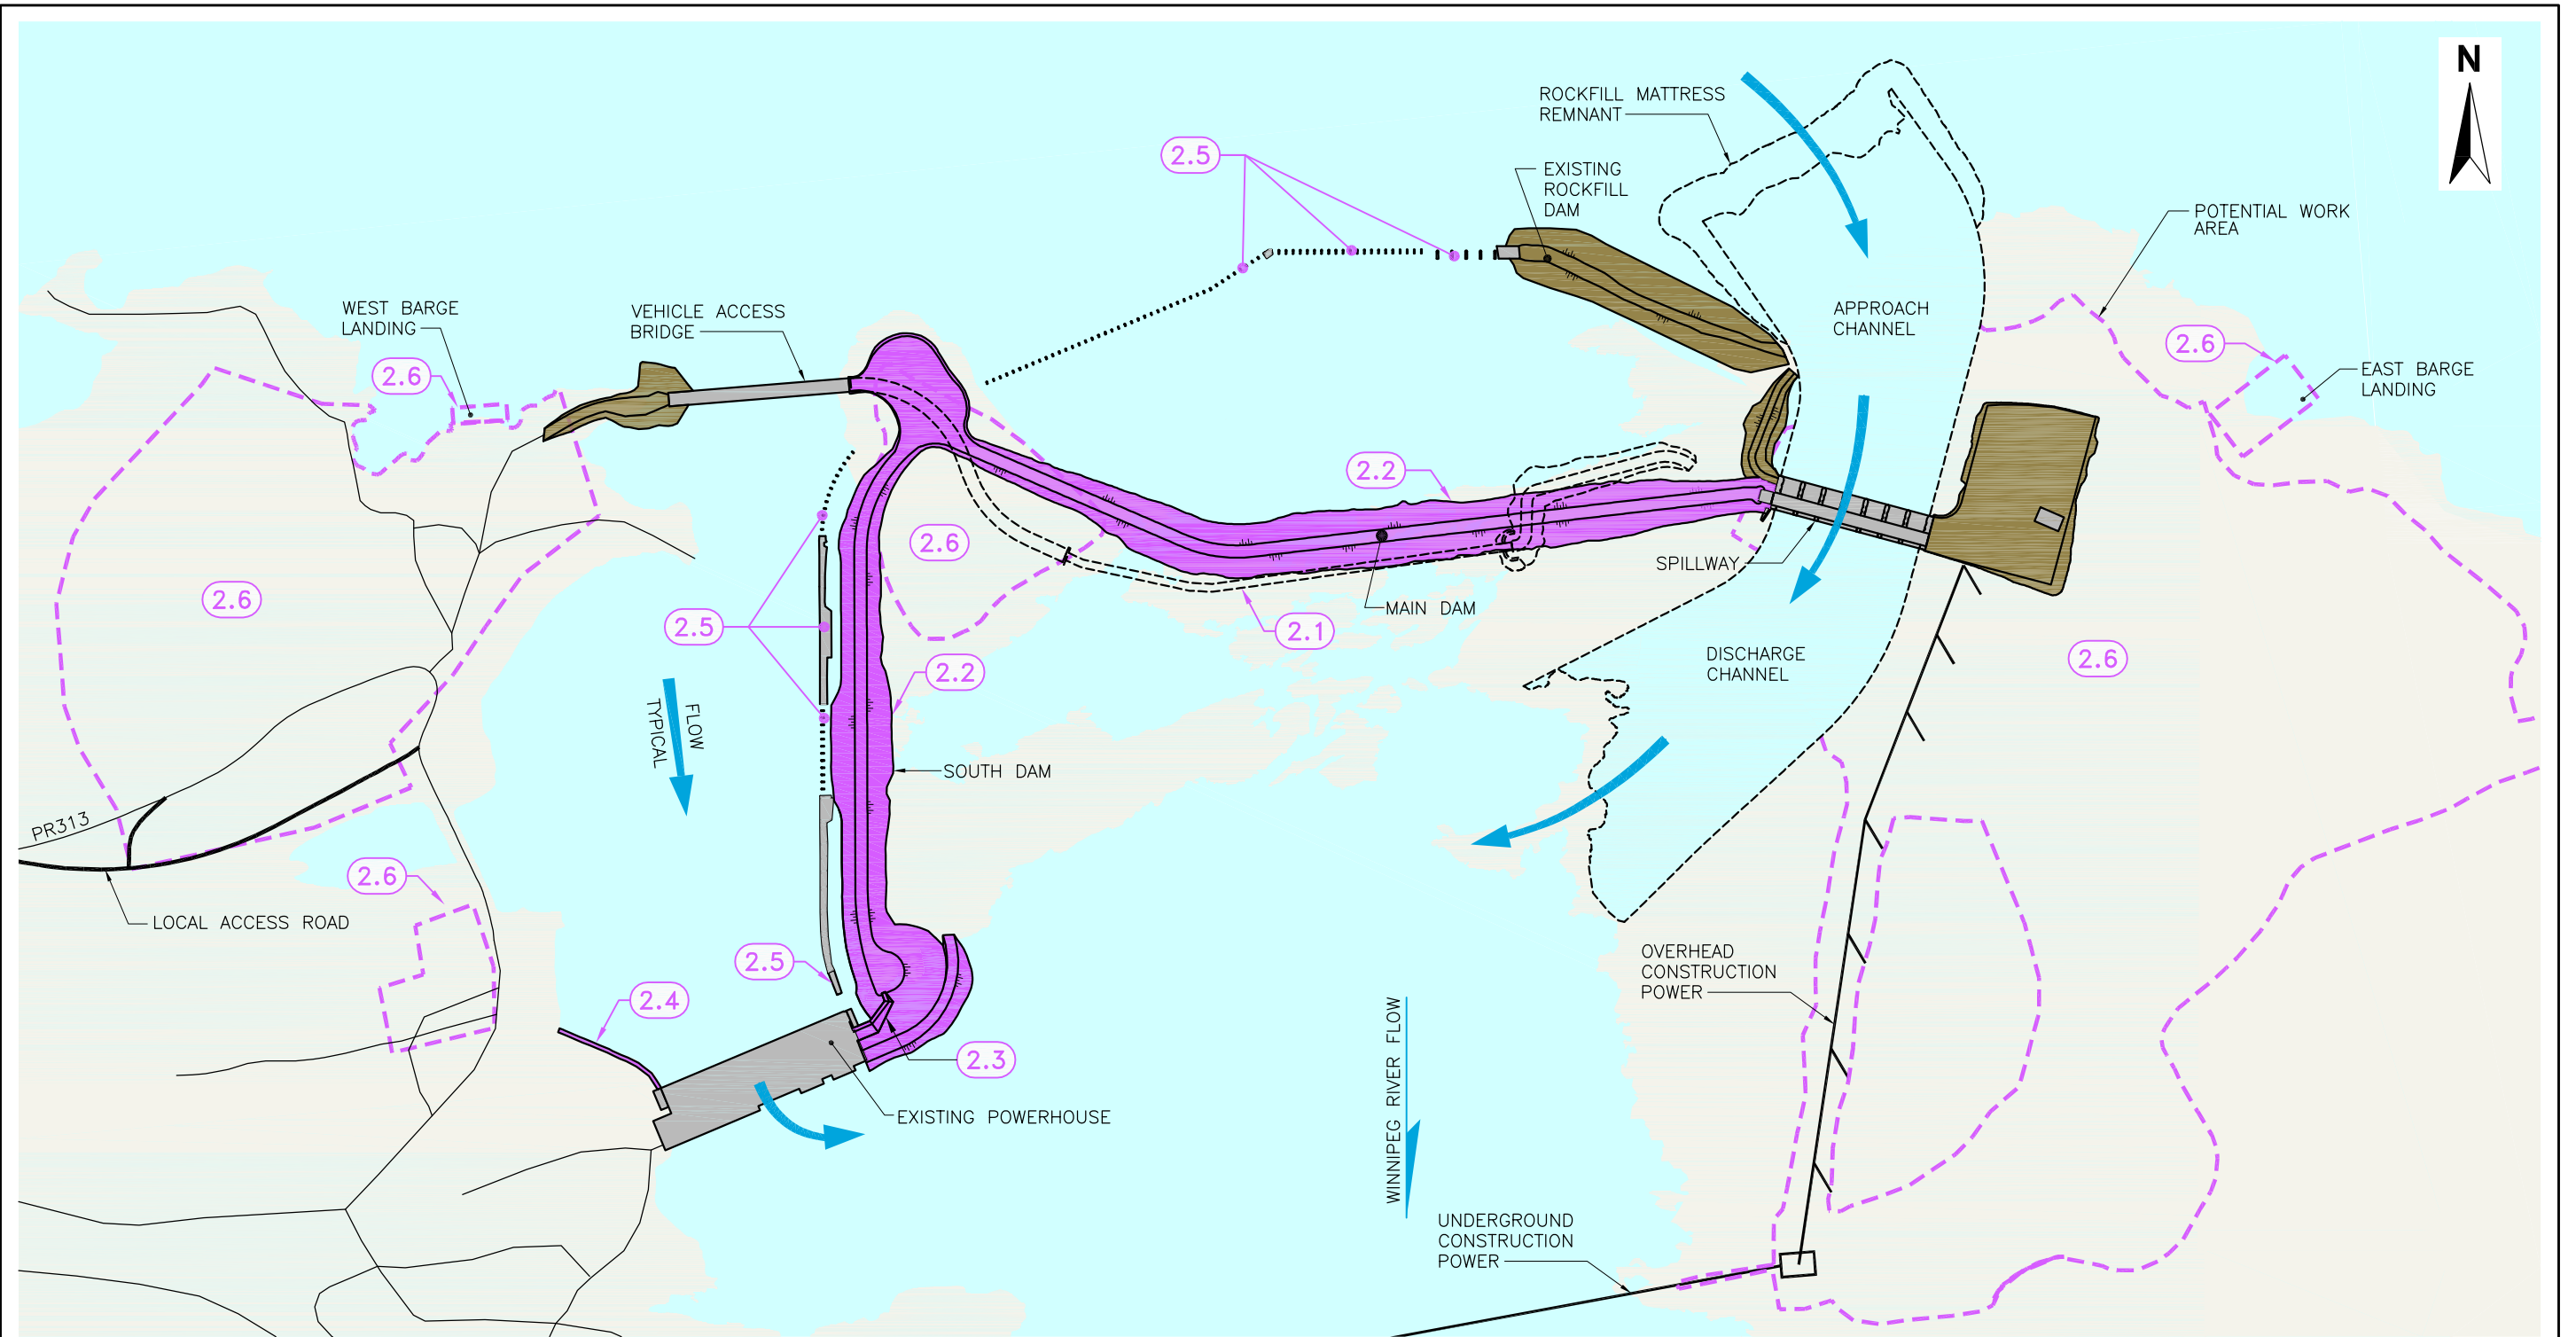 N
ROCKFILL MATTRESS
REMNANT
2.5
EXISTING
ROCKFILL
DAM
POTENTIAL WORK
AREA
WEST BARGE
LANDING
VEHICLE ACCESS
BRIDGE
APPROACH
CHANNEL
2.6
2.6
EAST BARGE
LANDING
2.2
2.6
2.6
SPILLWAY
MAIN DAM
2.5
2.1
2.2
DISCHARGE
CHANNEL
2.6
FLOW
TYPICAL
SOUTH DAM
PR313
2.6
LOCAL ACCESS ROAD
2.5
2.4
OVERHEAD
CONSTRUCTION
POWER
2.3
EXISTING POWERHOUSE
WINNIPEG RIVER FLOW
UNDERGROUND
CONSTRUCTION
POWER